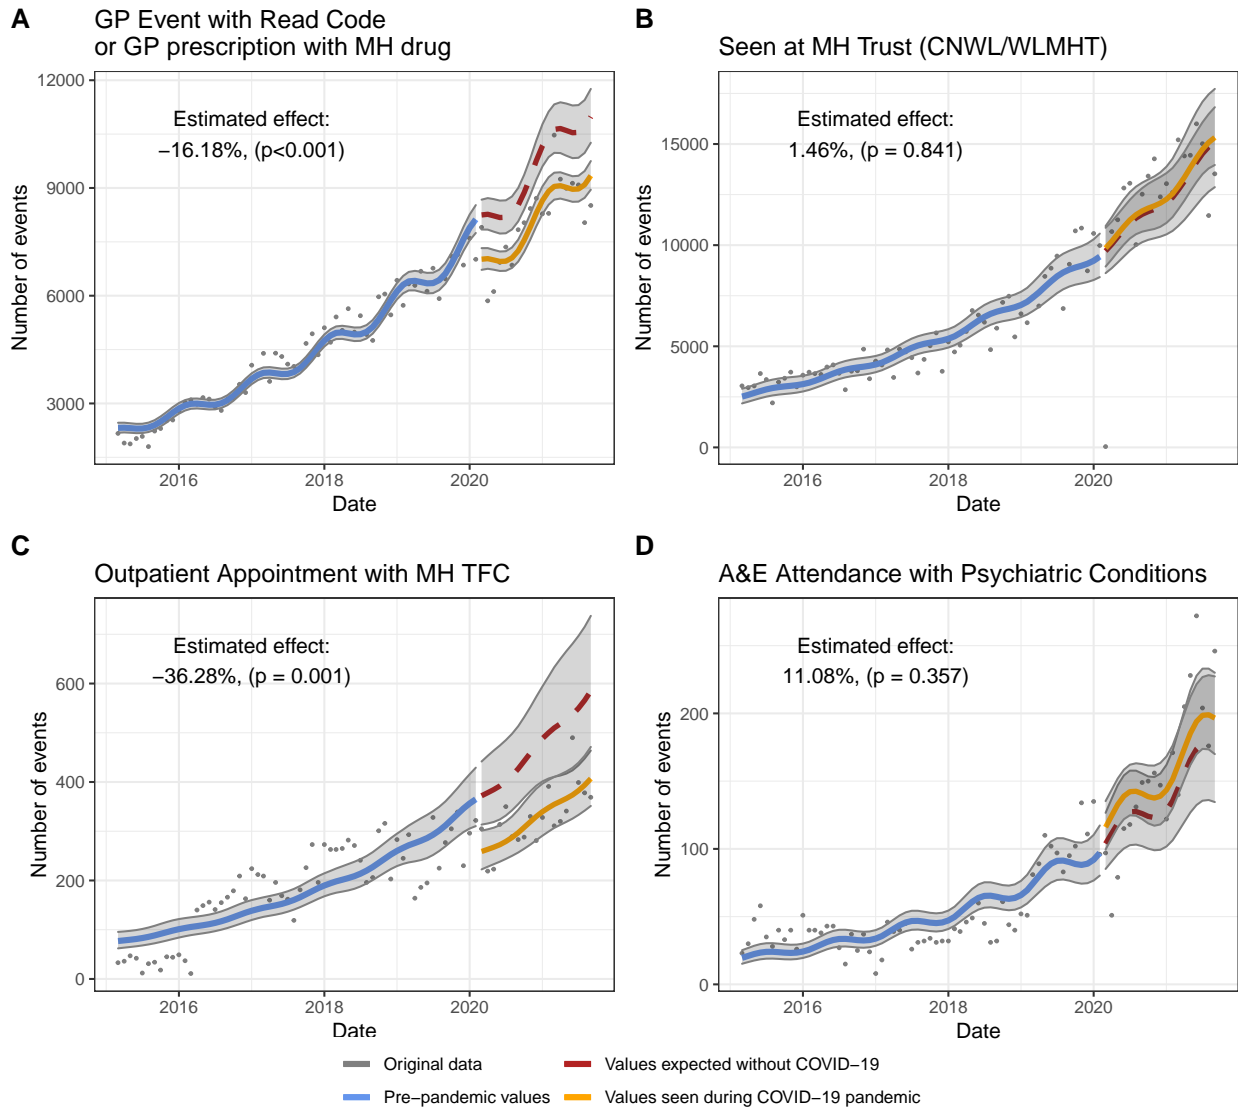 A
GP Event with Read Code
or GP prescription with MH drug
Estimated effect:
−16.18%, (p<0.001)
Number of events
12000
9000
6000
3000
2016
2018
2020
Date
B
Seen at MH Trust (CNWL/WLMHT)
Estimated effect:
1.46%, (p = 0.841)
Number of events
15000
10000
5000
0
2016
2018
2020
Date
C
Outpatient Appointment with MH TFC
Estimated effect:
−36.28%, (p = 0.001)
Number of events
600
400
200
0
2016
2018
2020
Date
D
A&E Attendance with Psychiatric Conditions
Estimated effect:
11.08%, (p = 0.357)
Number of events
200
100
0
2016
2018
2020
Date
Original data
Values expected without COVID−19
Pre−pandemic values
Values seen during COVID−19 pandemic